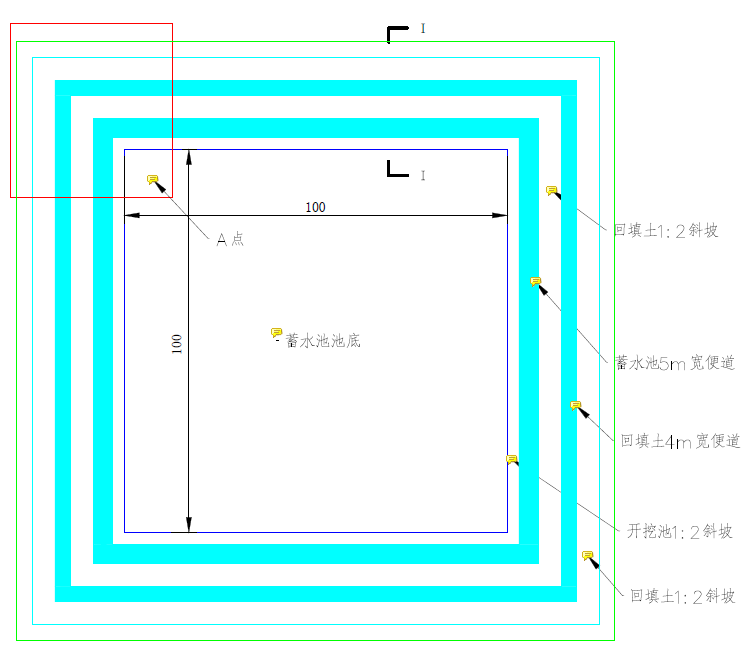 I
I
A点
100
回填土1:2斜坡
蓄水池5m宽便道
100
蓄水池池底
回填土4m宽便道
开挖池1:2斜坡
回填土1:2斜坡